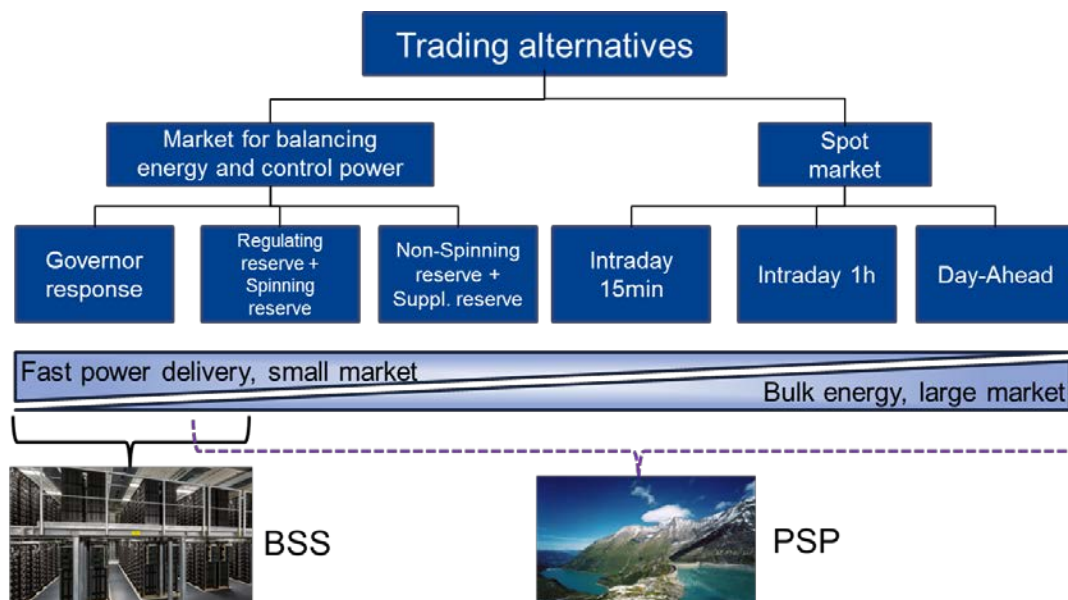 Trading alternatives
Market for balancing
energy and control power
Spot
market
Governor
response
Regulating
reserve +
Spinning
reserve
Non-Spinning
reserve +
Suppl. reserve
Intraday
15min
Intraday 1h
Day-Ahead
Fast power delivery, small market
Bulk energy, large market
BSS
PSP